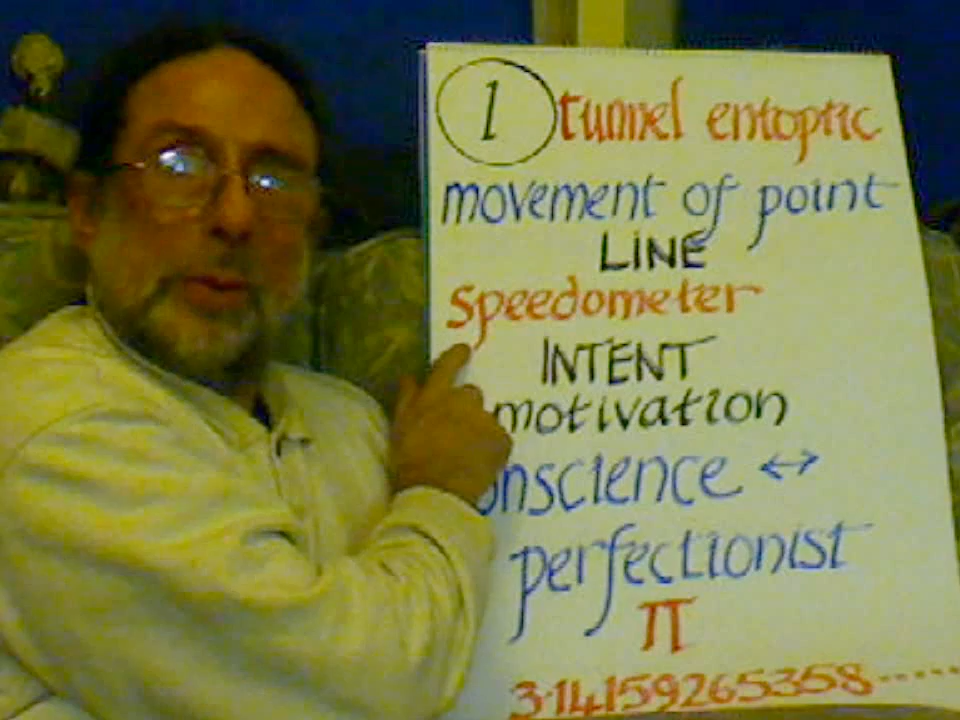 1 tunnel entoptic
movement of point
LINE
speedometer
INTENT
motivation
onscience ↔
perfectionist
π
3.14159265358------